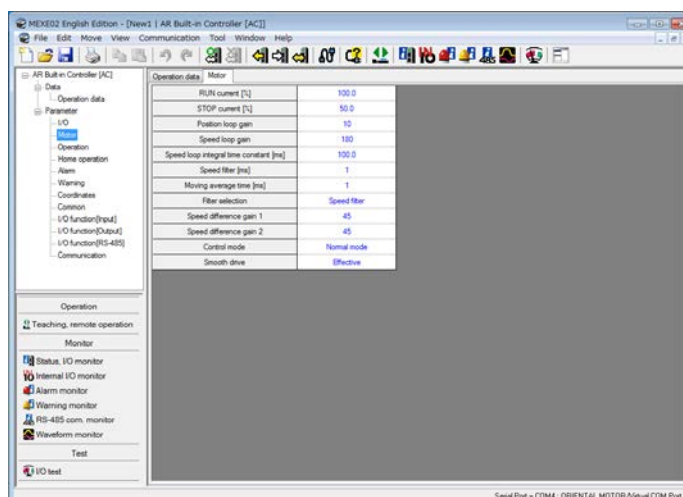 MEXE02 English Edition - [New1 | AR Built-in Controller [AC]]
File Edit Move View Communication Tool Window Help
AR Built-in Controller [AC]
Data
Operation data
Parameter
I/O
Motor
Operation
Home operation
Alarm
Warning
Coordinates
Common
I/O function[Input]
I/O function[Output]
I/O function[RS-485]
Communication
Operation
Teaching, remote operation
Monitor
Status, I/O monitor
Internal I/O monitor
Alarm monitor
Warning monitor
RS-485 com. monitor
Waveform monitor
Test
I/O test
Operation data Motor
RUN current [%] 100.0
STOP current [%] 50.0
Position loop gain 10
Speed loop gain 180
Speed loop integral time constant [ms] 100.0
Speed filter [ms] 1
Moving average time [ms] 1
Filter selection Speed filter
Speed difference gain 1 45
Speed difference gain 2 45
Control mode Normal mode
Smooth drive Effective
Serial Port = COM4 : ORIENTAL MOTOR Virtual COM Port